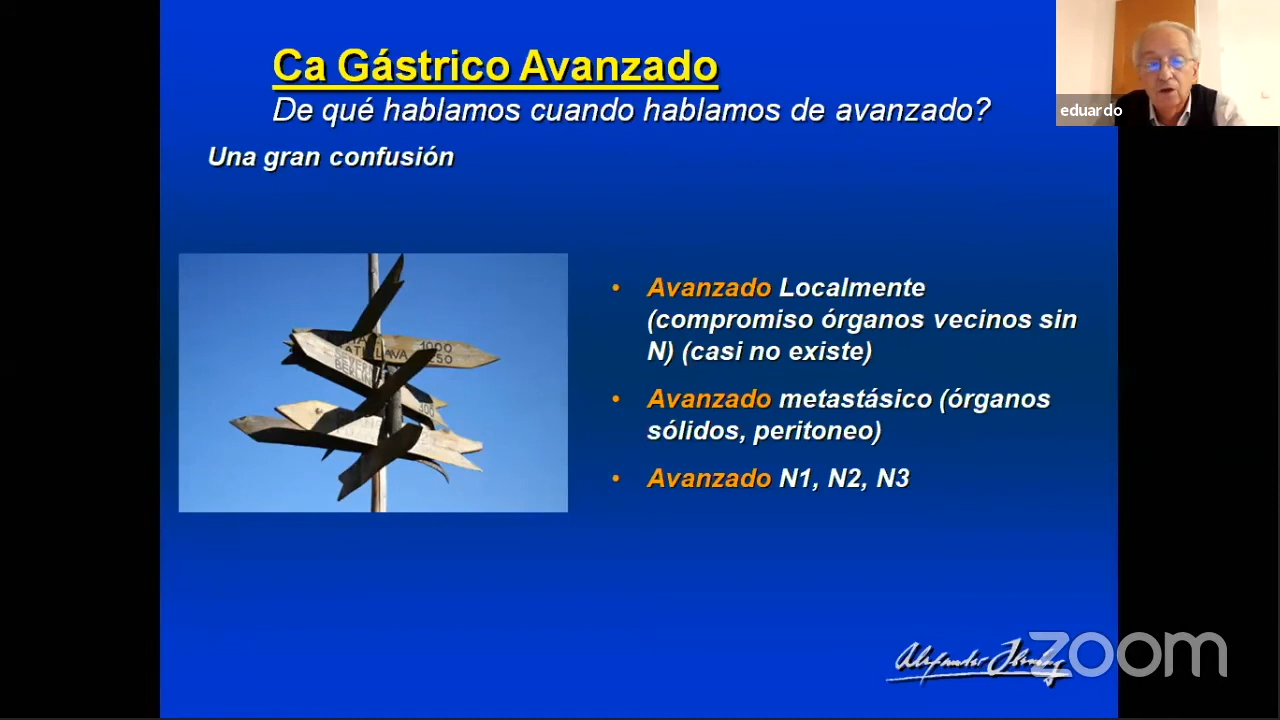 Ca Gástrico Avanzado
De qué hablamos cuando hablamos de avanzado?
eduardo
Una gran confusión
• Avanzado Localmente
(compromiso órganos vecinos sin
N) (casi no existe)
• Avanzado metastásico (órganos
sólidos, peritoneo)
• Avanzado N1, N2, N3
1000
zoom